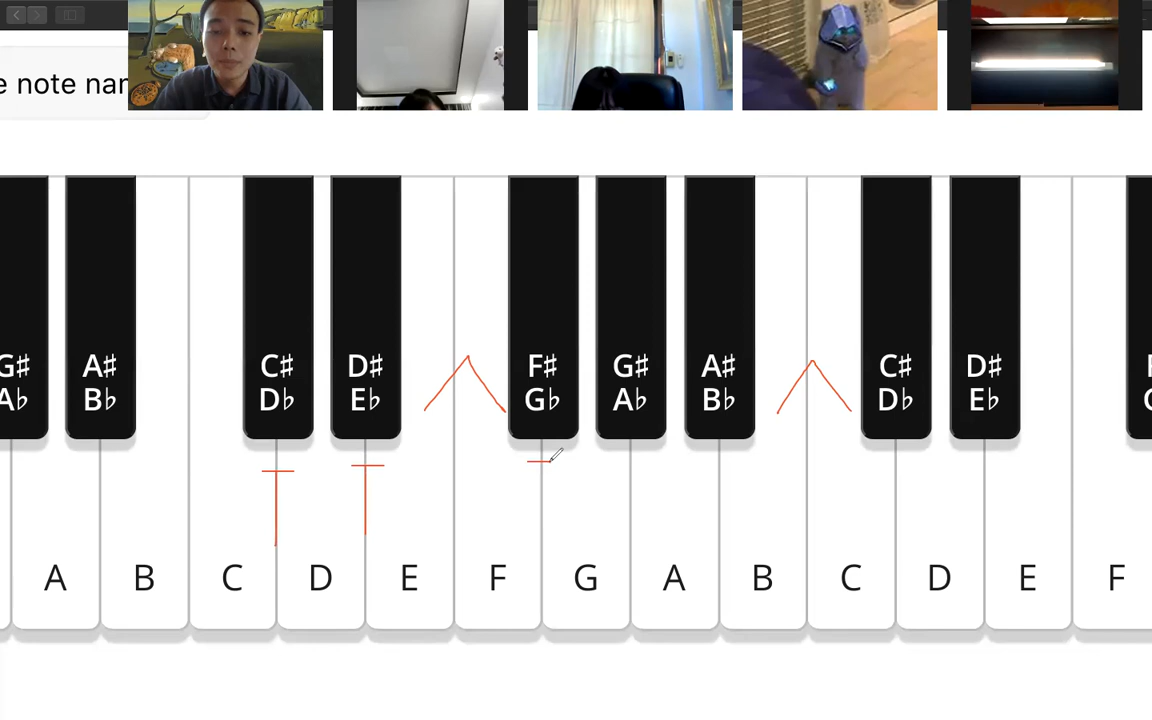 e note nar
G♯ A♯ C♯ D♯ F♯ G♯ A♯ C♯ D♯
A♭ B♭ D♭ E♭ G♭ A♭ B♭ D♭ E♭
A B C D E F G A B C D E F